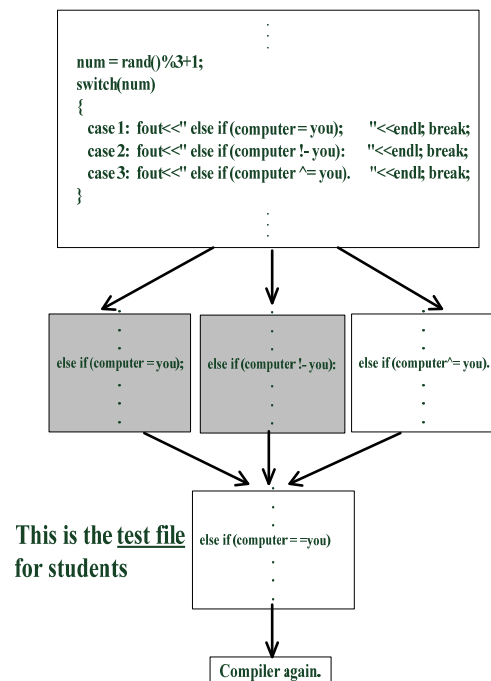 num = rand()%3+1;
switch(num)
{
case 1: fout<<" else if (computer = you); "<<endl; break;
case 2: fout<<" else if (computer !- you): "<<endl; break;
case 3: fout<<" else if (computer ^= you). "<<endl; break;
}
else if (computer = you);
else if (computer !- you):
else if (computer^= you).
This is the test file
for students
else if (computer = =you)
Compiler again.